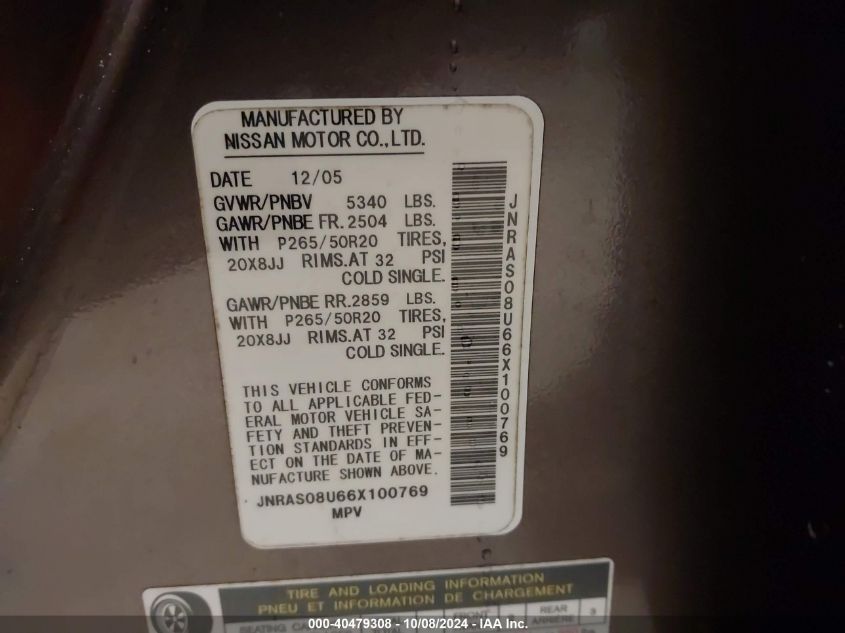 MANUFACTURED BY
NISSAN MOTOR CO.,LTD.
DATE 12/05
GVWR/PNBV 5340 LBS.
GAWR/PNBE FR.2504 LBS.
WITH P265/50R20 TIRES,
20X8JJ RIMS.AT 32 PSI
COLD SINGLE.
GAWR/PNBE RR.2859 LBS.
WITH P265/50R20 TIRES,
20X8JJ RIMS.AT 32 PSI
COLD SINGLE.
THIS VEHICLE CONFORMS
TO ALL APPLICABLE FED-
ERAL MOTOR VEHICLE SA-
FETY AND THEFT PREVEN-
TION STANDARDS IN EFF-
ECT ON THE DATE OF MA-
NUFACTURE SHOWN ABOVE.
JNRAS08U66X100769
MPV
JNRAS08U66X100769
TIRE AND LOADING INFORMATION
PNEU ET INFORMATION DE CHARGEMENT
SEATING FRONT REAR
ARRIERE
000-40479308 - 10/08/2024 - IAA Inc.